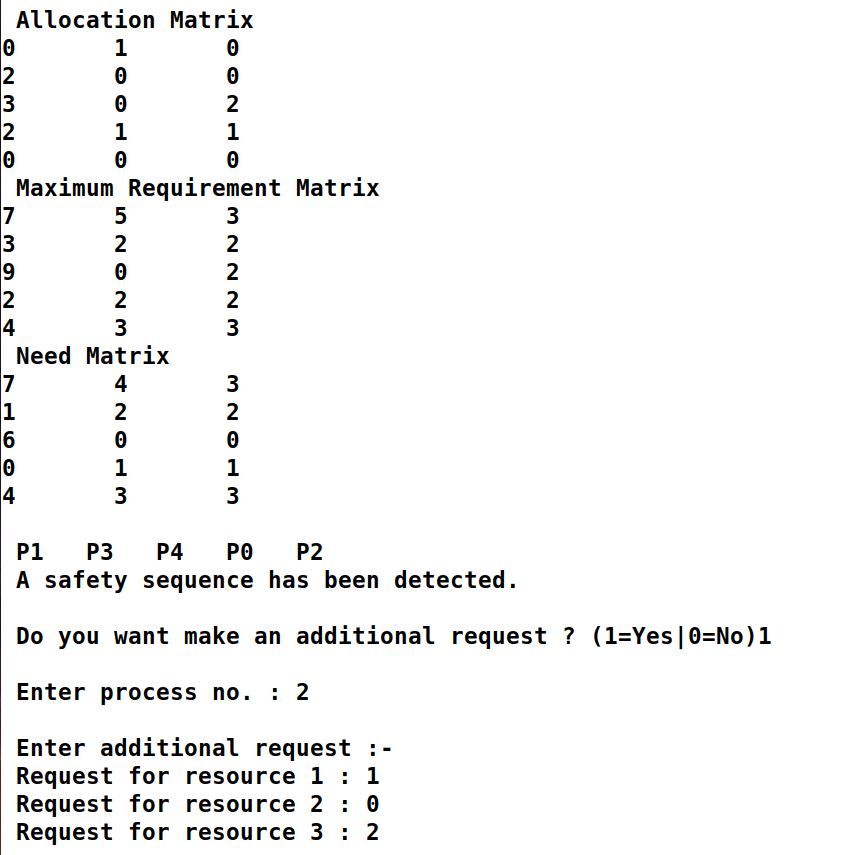 Allocation Matrix
0 1 0
2 0 0
3 0 2
2 1 1
0 0 0
Maximum Requirement Matrix
7 5 3
3 2 2
9 0 2
2 2 2
4 3 3
Need Matrix
7 4 3
1 2 2
6 0 0
0 1 1
4 3 3
P1 P3 P4 P0 P2
A safety sequence has been detected.
Do you want make an additional request ? (1=Yes|0=No)1
Enter process no. : 2
Enter additional request :-
Request for resource 1 : 1
Request for resource 2 : 0
Request for resource 3 : 2